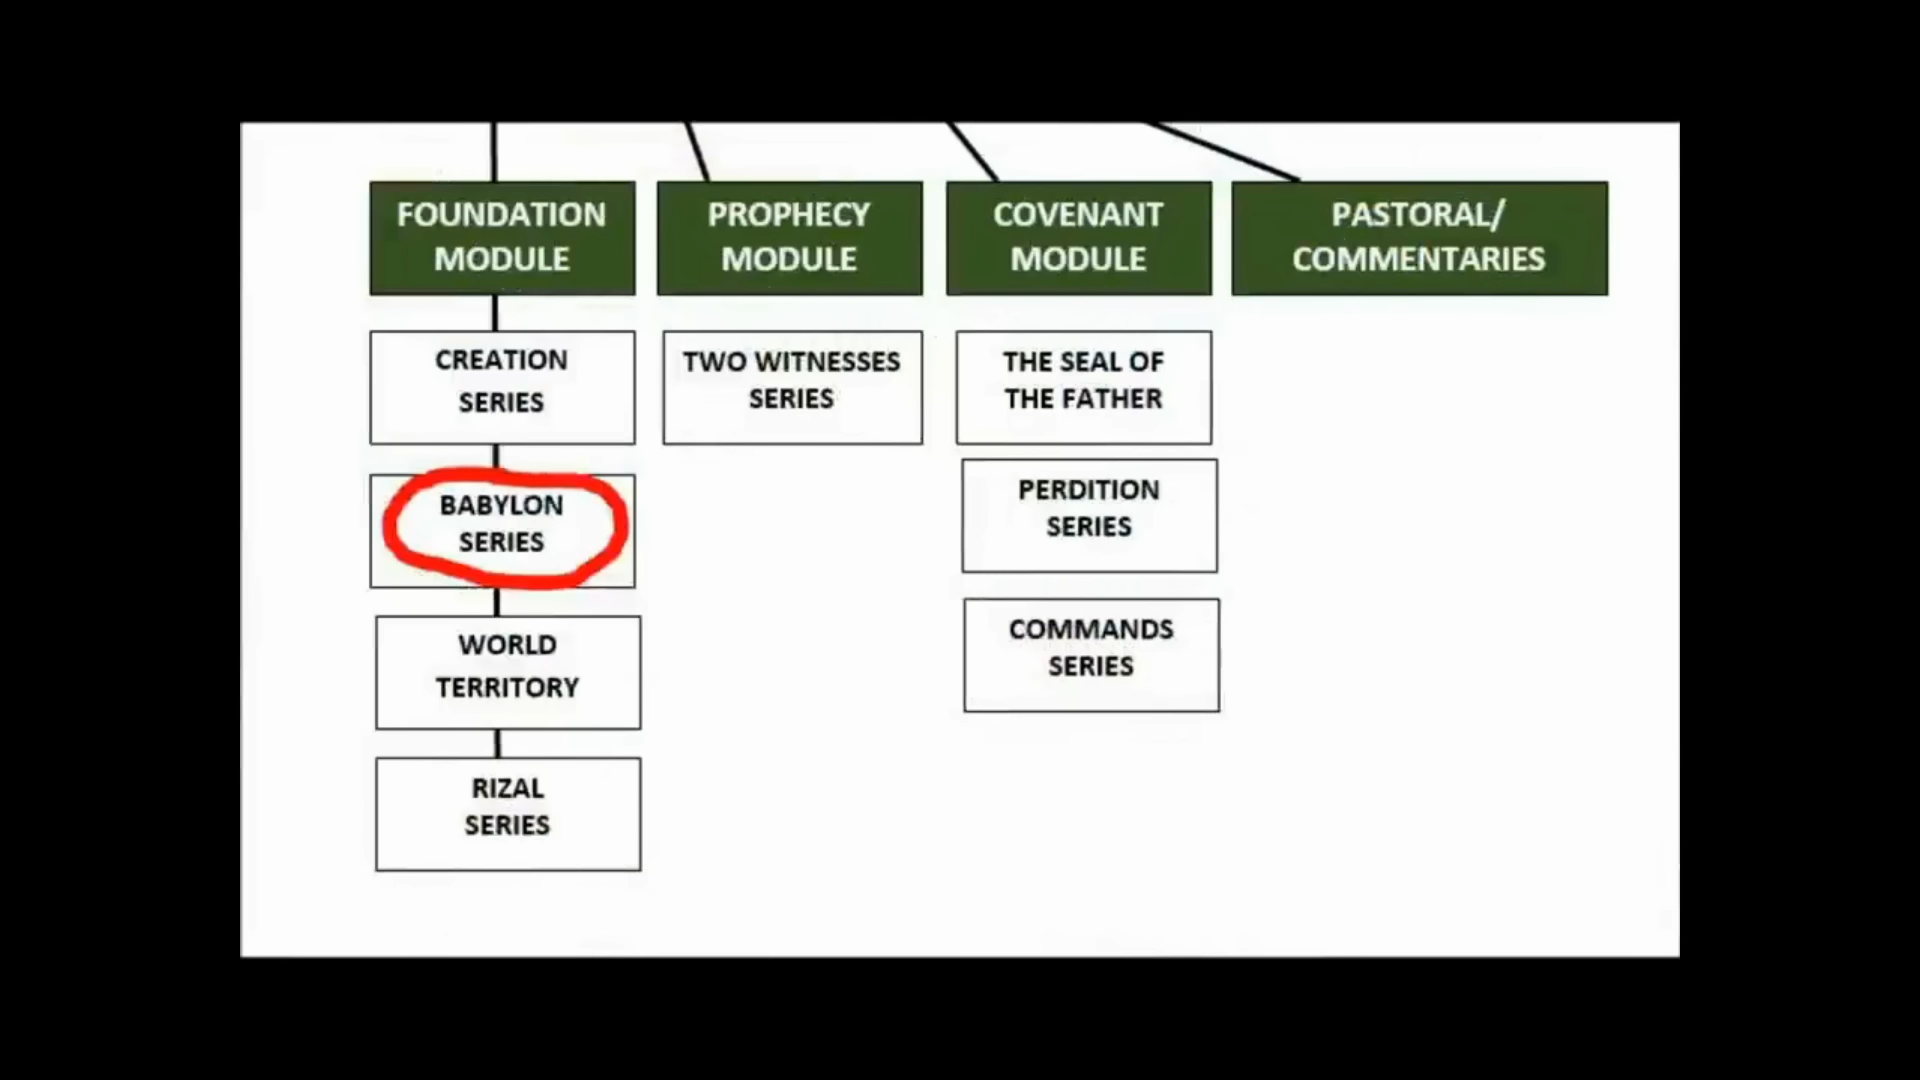 FOUNDATION
MODULE
PROPHECY
MODULE
COVENANT
MODULE
PASTORAL/
COMMENTARIES
CREATION
SERIES
TWO WITNESSES
SERIES
THE SEAL OF
THE FATHER
BABYLON
SERIES
PERDITION
SERIES
WORLD
TERRITORY
COMMANDS
SERIES
RIZAL
SERIES